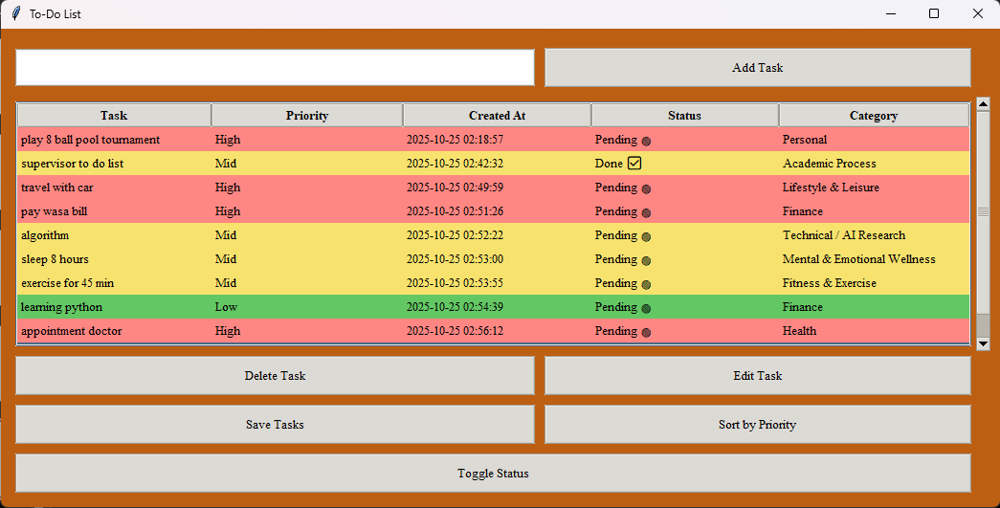 To-Do List
Add Task
Task Priority Created At Status Category
play 8 ball pool tournament High 2025-10-25 02:18:57 Pending Personal
supervisor to do list Mid 2025-10-25 02:42:32 Done Academic Process
travel with car High 2025-10-25 02:49:59 Pending Lifestyle & Leisure
pay wasa bill High 2025-10-25 02:51:26 Pending Finance
algorithm Mid 2025-10-25 02:52:22 Pending Technical / AI Research
sleep 8 hours Mid 2025-10-25 02:53:00 Pending Mental & Emotional Wellness
exercise for 45 min Mid 2025-10-25 02:53:55 Pending Fitness & Exercise
learning python Low 2025-10-25 02:54:39 Pending Finance
appointment doctor High 2025-10-25 02:56:12 Pending Health
Delete Task Edit Task
Save Tasks Sort by Priority
Toggle Status